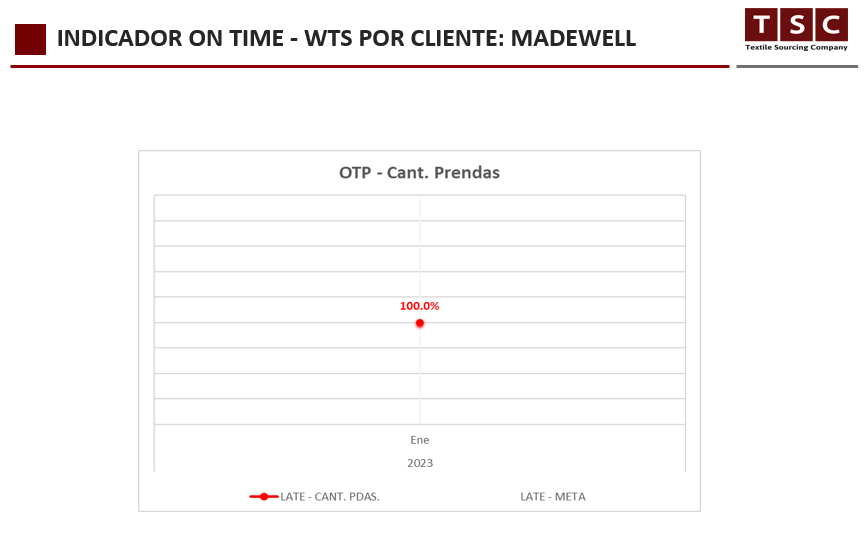 INDICADOR ON TIME - WTS POR CLIENTE: MADEWELL
T S C
Textile Sourcing Company
OTP - Cant. Prendas
100.0%
Ene
2023
LATE - CANT. PDAS.
LATE - META